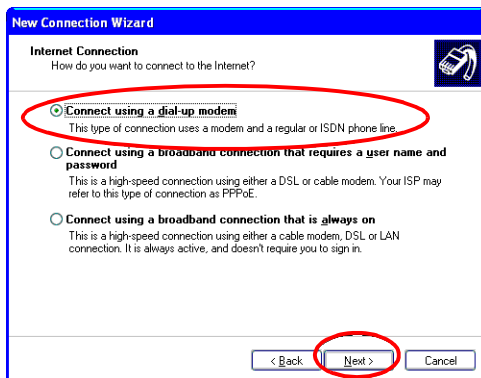 New Connection Wizard
Internet Connection
How do you want to connect to the Internet?
Connect using a dial-up modem
This type of connection uses a modem and a regular or ISDN phone line.
Connect using a broadband connection that requires a user name and
password
This is a high-speed connection using either a DSL or cable modem. Your ISP may
refer to this type of connection as PPPoE.
Connect using a broadband connection that is always on
This is a high-speed connection using either a cable modem, DSL or LAN
connection. It is always active, and doesn't require you to sign in.
< Back
Next >
Cancel